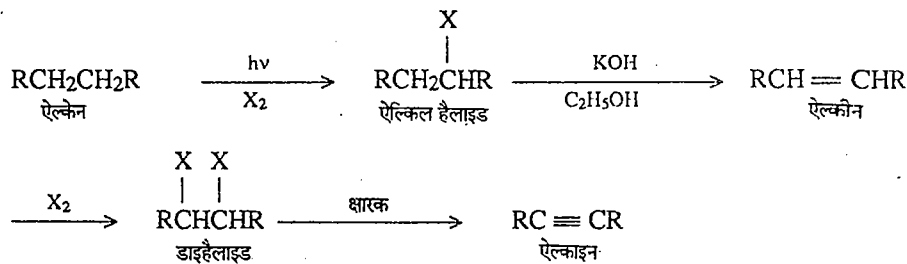 X
hν KOH
RCH₂CH₂R RCH₂CHR RCH = CHR
X₂ C₂H₅OH
ऐल्केन ऐल्किल हैलाइड ऐल्कीन
X X
X₂ क्षारक
RCHCHR RC ≡ CR
डाइहैलाइड ऐल्काइन